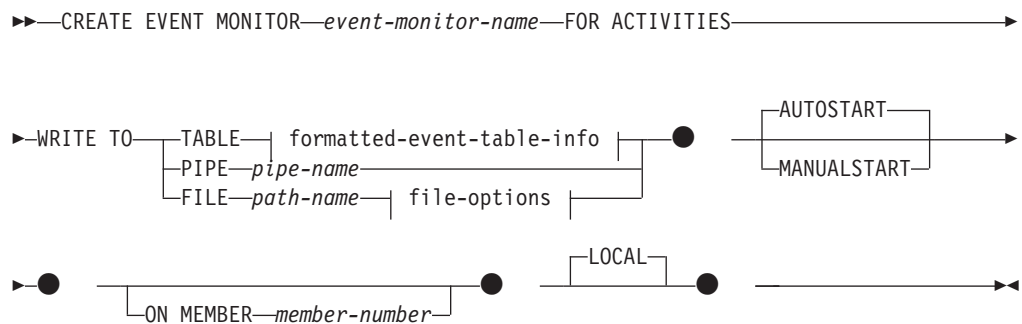 CREATE EVENT MONITOR event-monitor-name FOR ACTIVITIES
AUTOSTART
WRITE TO TABLE formatted-event-table-info
PIPE pipe-name MANUALSTART
FILE path-name file-options
LOCAL
ON MEMBER member-number